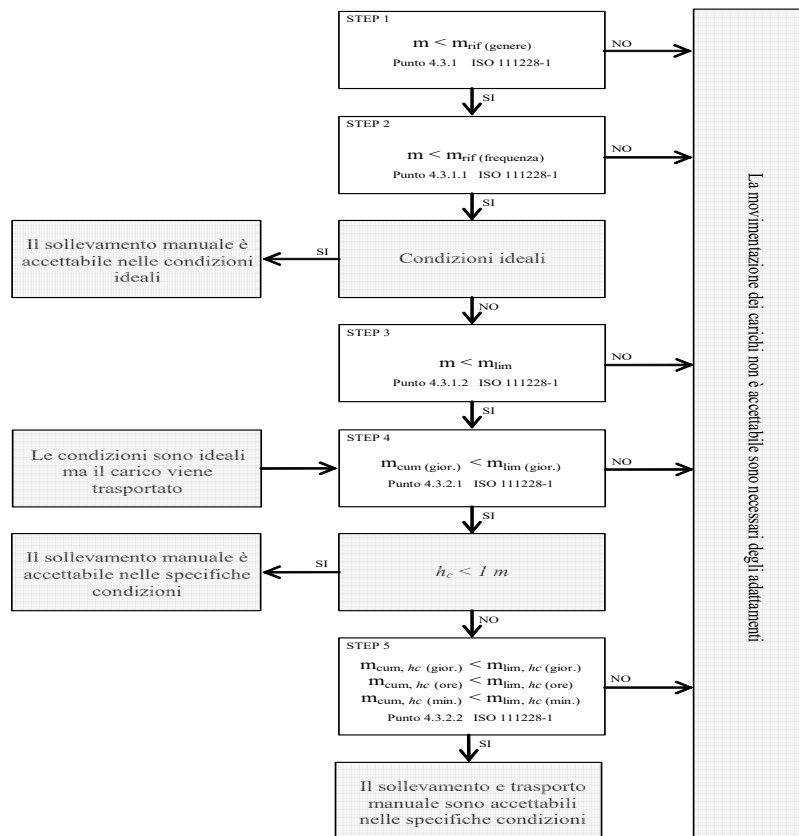 STEP 1
m < mrif (genere)
Punto 4.3.1 ISO 111228-1
NO
SI
STEP 2
m < mrif (frequenza)
Punto 4.3.1.1 ISO 111228-1
NO
SI
Il sollevamento manuale è
accettabile nelle condizioni
ideali
SI
Condizioni ideali
NO
STEP 3
m < mlim
Punto 4.3.1.2 ISO 111228-1
NO
SI
Le condizioni sono ideali
ma il carico viene
trasportato
STEP 4
mcum (gior.) < mlim (gior.)
Punto 4.3.2.1 ISO 111228-1
NO
SI
Il sollevamento manuale è
accettabile nelle specifiche
condizioni
SI
hc < 1 m
NO
STEP 5
mcum, hc (gior.) < mlim, hc (gior.)
mcum, hc (ore) < mlim, hc (ore)
mcum, hc (min.) < mlim, hc (min.)
Punto 4.3.2.2 ISO 111228-1
NO
SI
Il sollevamento e trasporto
manuale sono accettabili
nelle specifiche condizioni
La movimentazione dei carichi non è accettabile sono necessari degli adattamenti